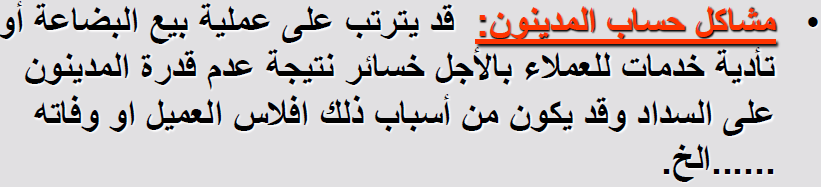 • مشاكل حساب المدينون: قد يترتب على عملية بيع البضاعة أو
تأدية خدمات للعملاء بالأجل خسائر نتيجة عدم قدرة المدينون
على السداد وقد يكون من أسباب ذلك افلاس العميل او وفاته
......الخ.